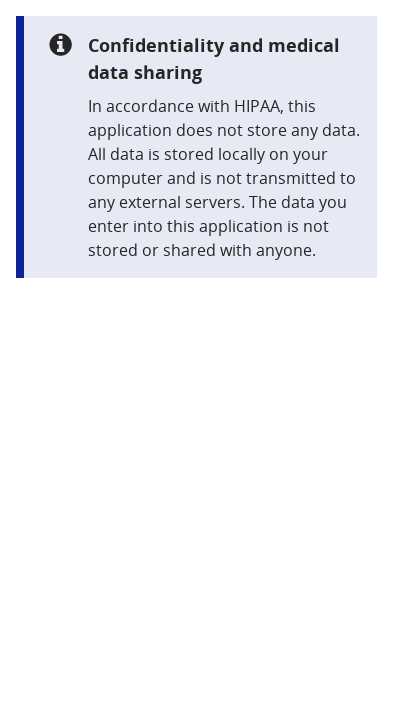 Confidentiality and medical
data sharing
In accordance with HIPAA, this
application does not store any data.
All data is stored locally on your
computer and is not transmitted to
any external servers. The data you
enter into this application is not
stored or shared with anyone.